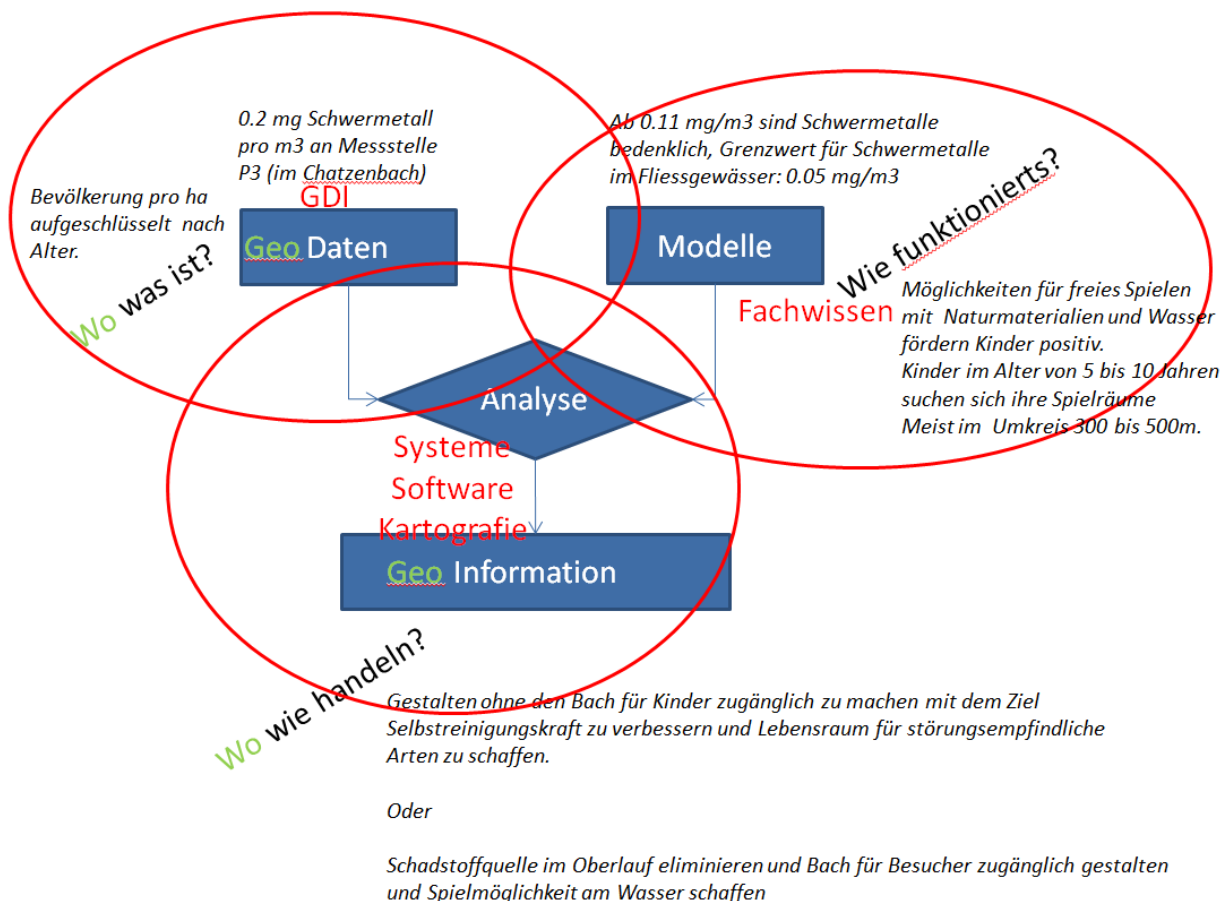 0.2 mg Schwermetall
pro m3 an Messstelle
P3 (im Chatzenbach)
Bevölkerung pro ha
aufgeschlüsselt nach
Alter.
GDI
Geo Daten
Wo was ist?
Ab 0.11 mg/m3 sind Schwermetalle
bedenklich, Grenzwert für Schwermetalle
im Fliessgewässer: 0.05 mg/m3
Modelle
Wie funktionierts?
Fachwissen
Möglichkeiten für freies Spielen
mit Naturmaterialien und Wasser
fördern Kinder positiv.
Kinder im Alter von 5 bis 10 Jahren
suchen sich ihre Spielräume
Meist im Umkreis 300 bis 500m.
Analyse
Systeme
Software
Kartografie
Geo Information
Wo wie handeln?
Gestalten ohne den Bach für Kinder zugänglich zu machen mit dem Ziel
Selbstreinigungskraft zu verbessern und Lebensraum für störungsempfindliche
Arten zu schaffen.
Oder
Schadstoffquelle im Oberlauf eliminieren und Bach für Besucher zugänglich gestalten
und Spielmöglichkeit am Wasser schaffen